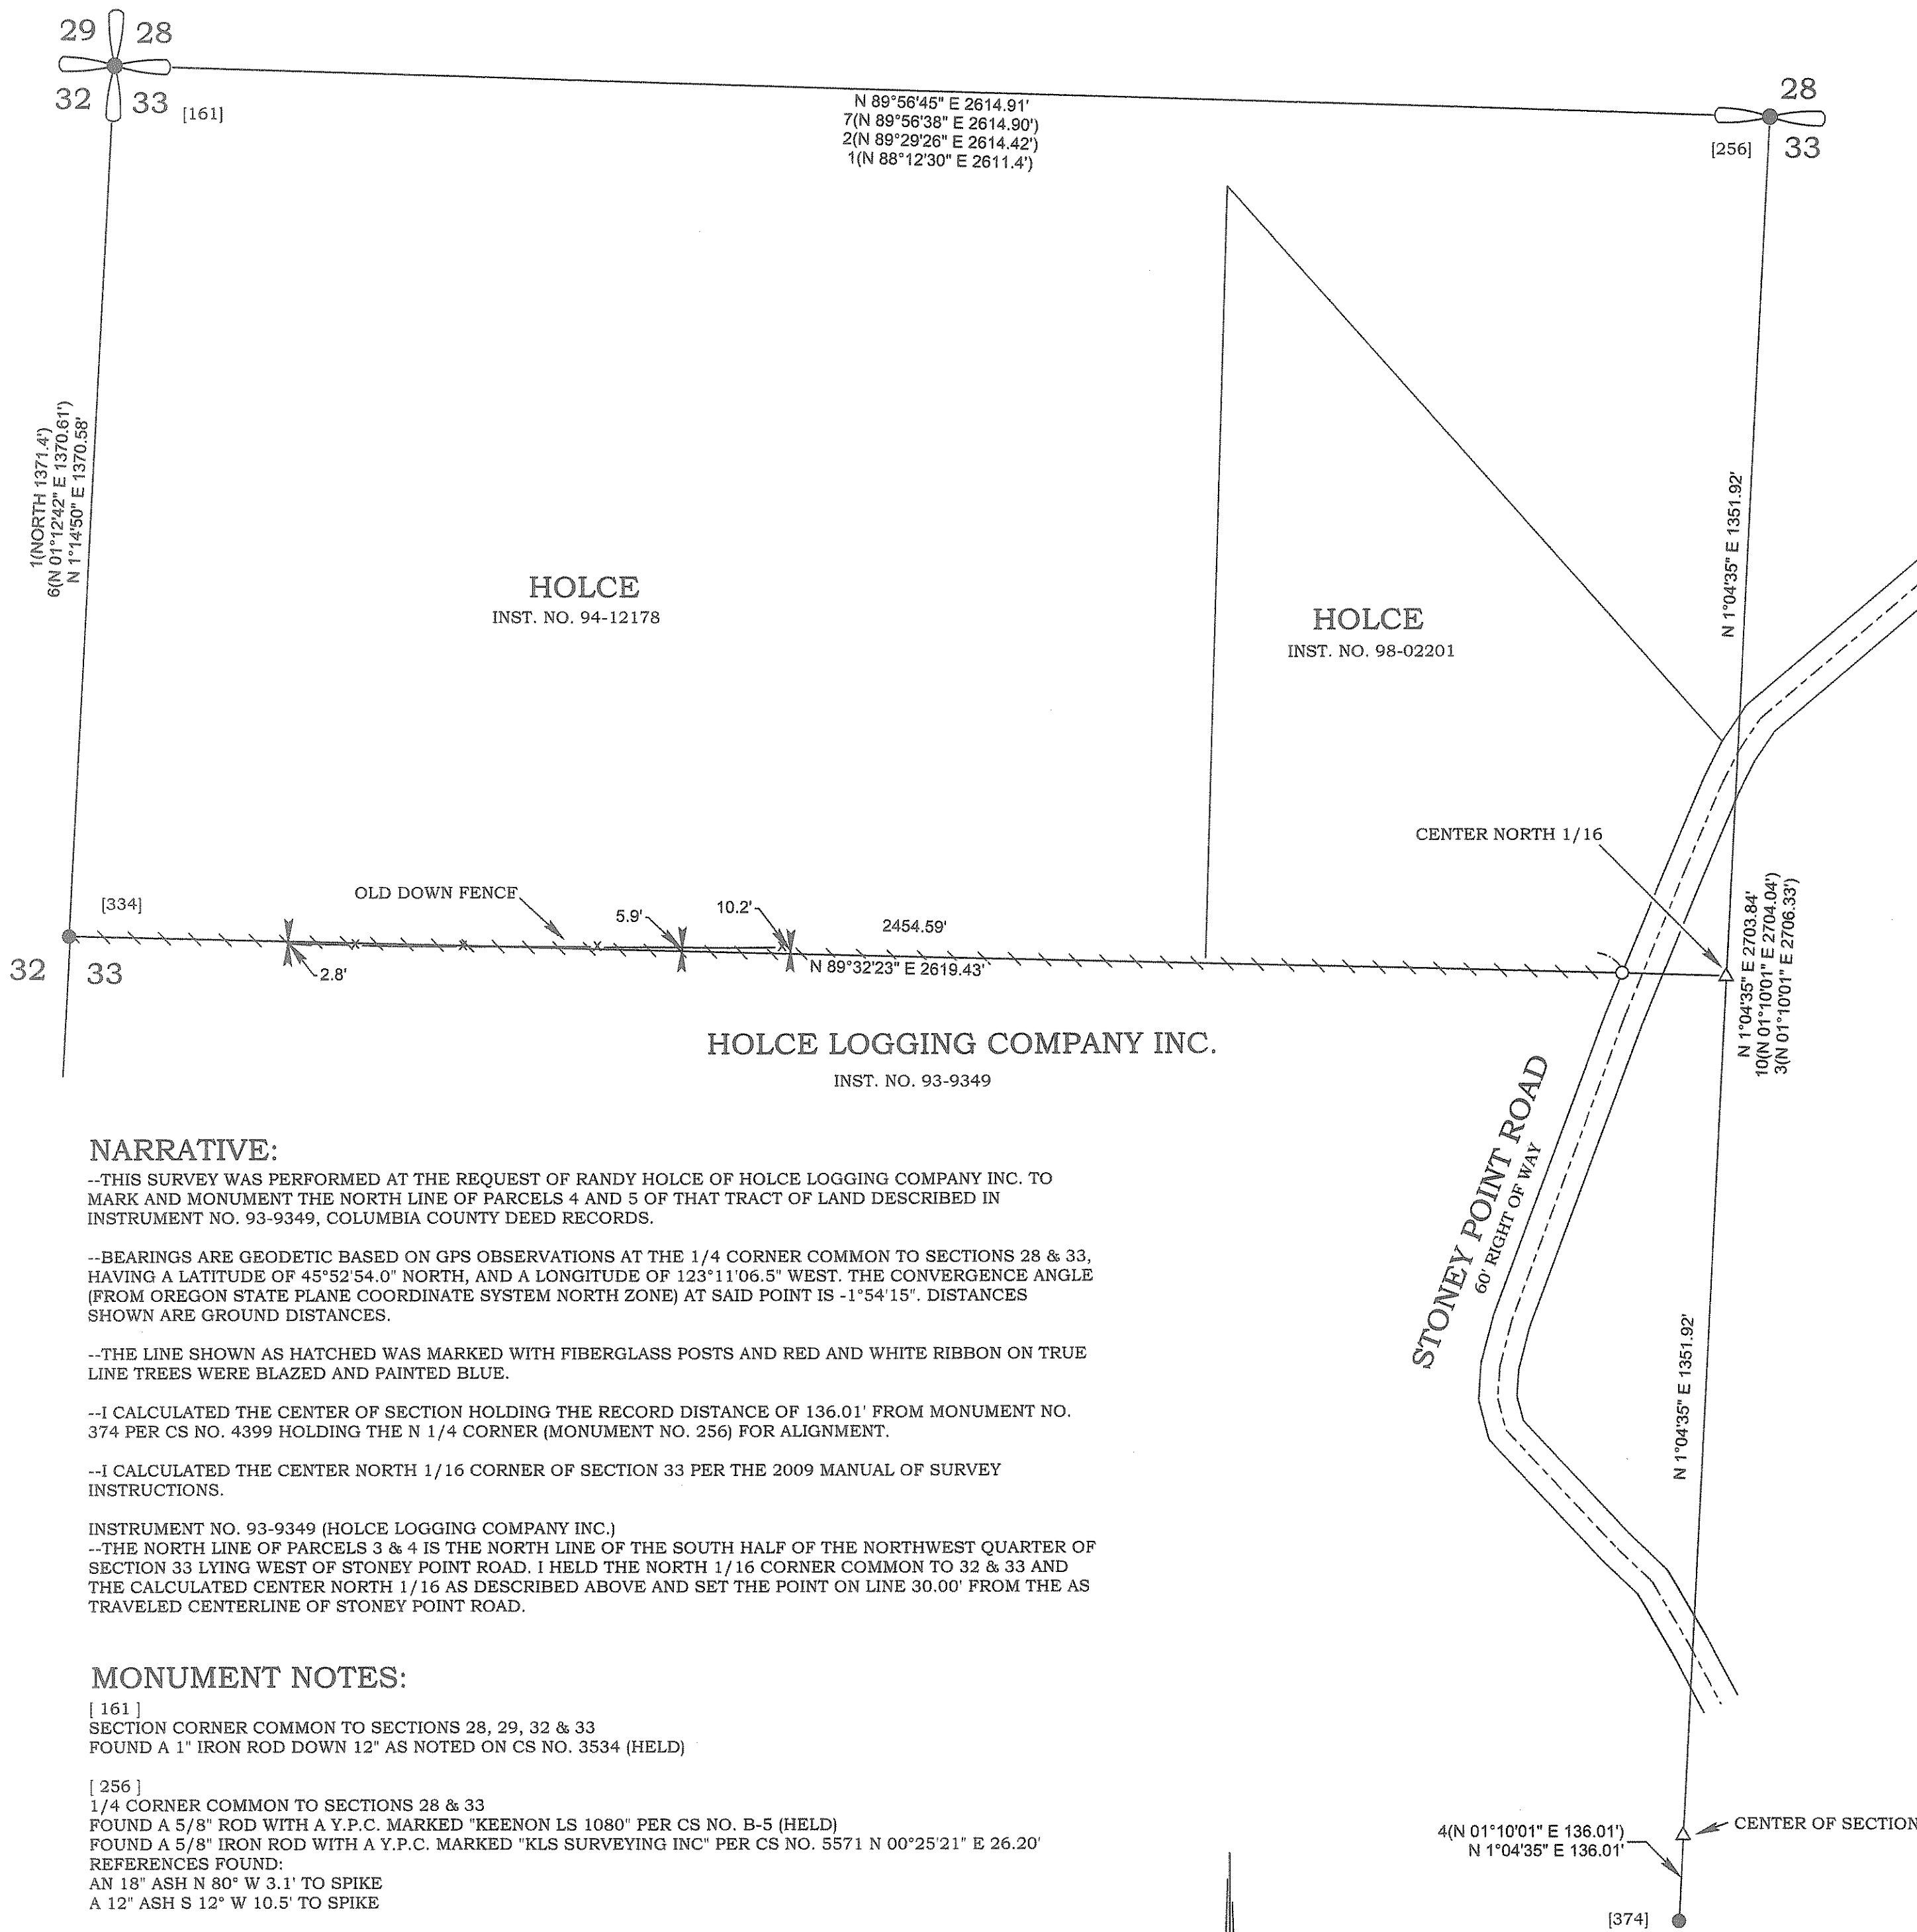 29 28
32 33 [161]
N 89°56'45" E 2614.91'
7(N 89°56'38" E 2614.90')
2(N 89°29'26" E 2614.42')
1(N 88°12'30" E 2611.4')
28
[256] 33
1(NORTH 1371.4')
6(N 01°12'42" E 1370.61')
N 1°14'50" E 1370.58'
HOLCE
INST. NO. 94-12178
HOLCE
INST. NO. 98-02201
N 1°04'35" E 1351.92'
CENTER NORTH 1/16
[334]
OLD DOWN FENCE
5.9'
10.2'
2454.59'
32 33
2.8'
N 89°32'23" E 2619.43'
N 1°04'35" E 2703.84'
10(N 01°10'01" E 2704.04')
3(N 01°10'01" E 2706.33')
HOLCE LOGGING COMPANY INC.
INST. NO. 93-9349
STONEY POINT ROAD
60' RIGHT OF WAY
N 1°04'35" E 1351.92'
NARRATIVE:
--THIS SURVEY WAS PERFORMED AT THE REQUEST OF RANDY HOLCE OF HOLCE LOGGING COMPANY INC. TO
MARK AND MONUMENT THE NORTH LINE OF PARCELS 4 AND 5 OF THAT TRACT OF LAND DESCRIBED IN
INSTRUMENT NO. 93-9349, COLUMBIA COUNTY DEED RECORDS.
--BEARINGS ARE GEODETIC BASED ON GPS OBSERVATIONS AT THE 1/4 CORNER COMMON TO SECTIONS 28 & 33,
HAVING A LATITUDE OF 45°52'54.0" NORTH, AND A LONGITUDE OF 123°11'06.5" WEST. THE CONVERGENCE ANGLE
(FROM OREGON STATE PLANE COORDINATE SYSTEM NORTH ZONE) AT SAID POINT IS -1°54'15". DISTANCES
SHOWN ARE GROUND DISTANCES.
--THE LINE SHOWN AS HATCHED WAS MARKED WITH FIBERGLASS POSTS AND RED AND WHITE RIBBON ON TRUE
LINE TREES WERE BLAZED AND PAINTED BLUE.
--I CALCULATED THE CENTER OF SECTION HOLDING THE RECORD DISTANCE OF 136.01' FROM MONUMENT NO.
374 PER CS NO. 4399 HOLDING THE N 1/4 CORNER (MONUMENT NO. 256) FOR ALIGNMENT.
--I CALCULATED THE CENTER NORTH 1/16 CORNER OF SECTION 33 PER THE 2009 MANUAL OF SURVEY
INSTRUCTIONS.
INSTRUMENT NO. 93-9349 (HOLCE LOGGING COMPANY INC.)
--THE NORTH LINE OF PARCELS 3 & 4 IS THE NORTH LINE OF THE SOUTH HALF OF THE NORTHWEST QUARTER OF
SECTION 33 LYING WEST OF STONEY POINT ROAD. I HELD THE NORTH 1/16 CORNER COMMON TO 32 & 33 AND
THE CALCULATED CENTER NORTH 1/16 AS DESCRIBED ABOVE AND SET THE POINT ON LINE 30.00' FROM THE AS
TRAVELED CENTERLINE OF STONEY POINT ROAD.
MONUMENT NOTES:
[ 161 ]
SECTION CORNER COMMON TO SECTIONS 28, 29, 32 & 33
FOUND A 1" IRON ROD DOWN 12" AS NOTED ON CS NO. 3534 (HELD)
[ 256 ]
1/4 CORNER COMMON TO SECTIONS 28 & 33
FOUND A 5/8" ROD WITH A Y.P.C. MARKED "KEENON LS 1080" PER CS NO. B-5 (HELD)
FOUND A 5/8" IRON ROD WITH A Y.P.C. MARKED "KLS SURVEYING INC" PER CS NO. 5571 N 00°25'21" E 26.20'
REFERENCES FOUND:
AN 18" ASH N 80° W 3.1' TO SPIKE
A 12" ASH S 12° W 10.5' TO SPIKE
CENTER OF SECTION
4(N 01°10'01" E 136.01')
N 1°04'35" E 136.01'
[374]